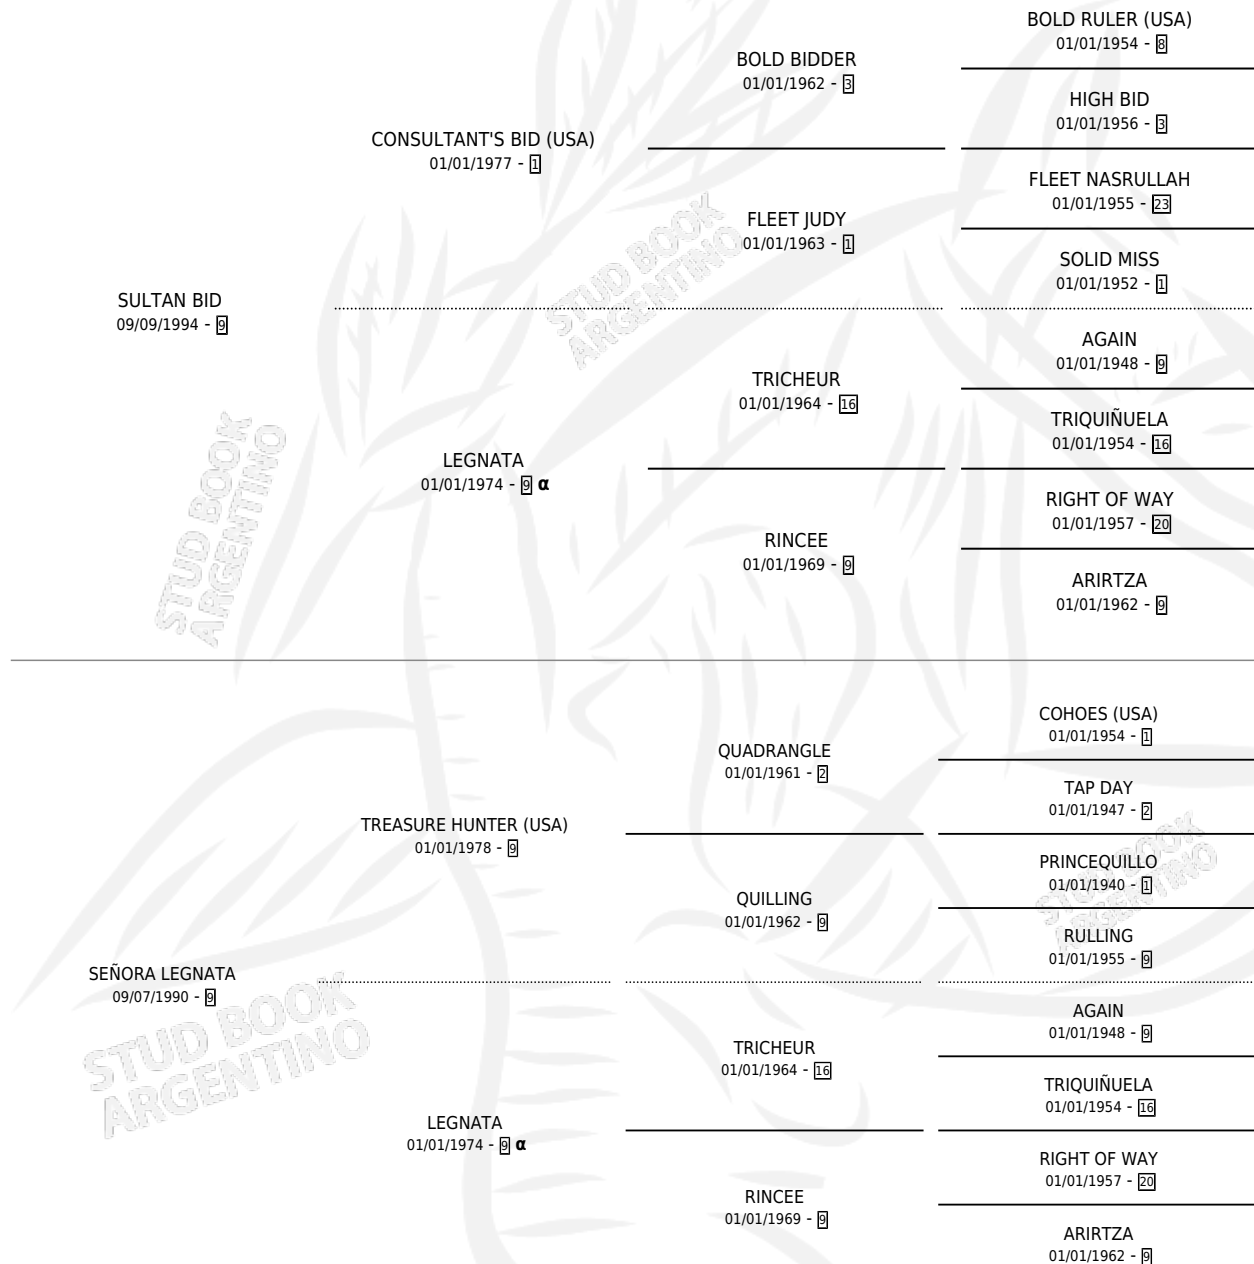 BOLD RULER (USA)
01/01/1954 - 8
BOLD BIDDER
01/01/1962 - 3
HIGH BID
01/01/1956 - 3
CONSULTANT'S BID (USA)
01/01/1977 - 1
FLEET NASRULLAH
01/01/1955 - 23
FLEET JUDY
01/01/1963 - 1
SOLID MISS
01/01/1952 - 1
STUD BOOK
ARGENTINO
SULTAN BID
09/09/1994 - 9
AGAIN
01/01/1948 - 9
TRICHEUR
01/01/1964 - 16
TRIQUIÑUELA
01/01/1954 - 16
STUD BOOK
ARGENTINO
LEGNATA
01/01/1974 - 9 α
RIGHT OF WAY
01/01/1957 - 20
RINCEE
01/01/1969 - 9
ARIRTZA
01/01/1962 - 9
COHOES (USA)
01/01/1954 - 1
QUADRANGLE
01/01/1961 - 2
TAP DAY
01/01/1947 - 2
TREASURE HUNTER (USA)
01/01/1978 - 9
PRINCEQUILLO
01/01/1940 - 1
STUD BOOK
ARGENTINO
QUILLING
01/01/1962 - 9
RULLING
01/01/1955 - 9
SEÑORA LEGNATA
09/07/1990 - 9
STUD BOOK
ARGENTINO
AGAIN
01/01/1948 - 9
TRICHEUR
01/01/1964 - 16
TRIQUIÑUELA
01/01/1954 - 16
LEGNATA
01/01/1974 - 9 α
RIGHT OF WAY
01/01/1957 - 20
RINCEE
01/01/1969 - 9
ARIRTZA
01/01/1962 - 9